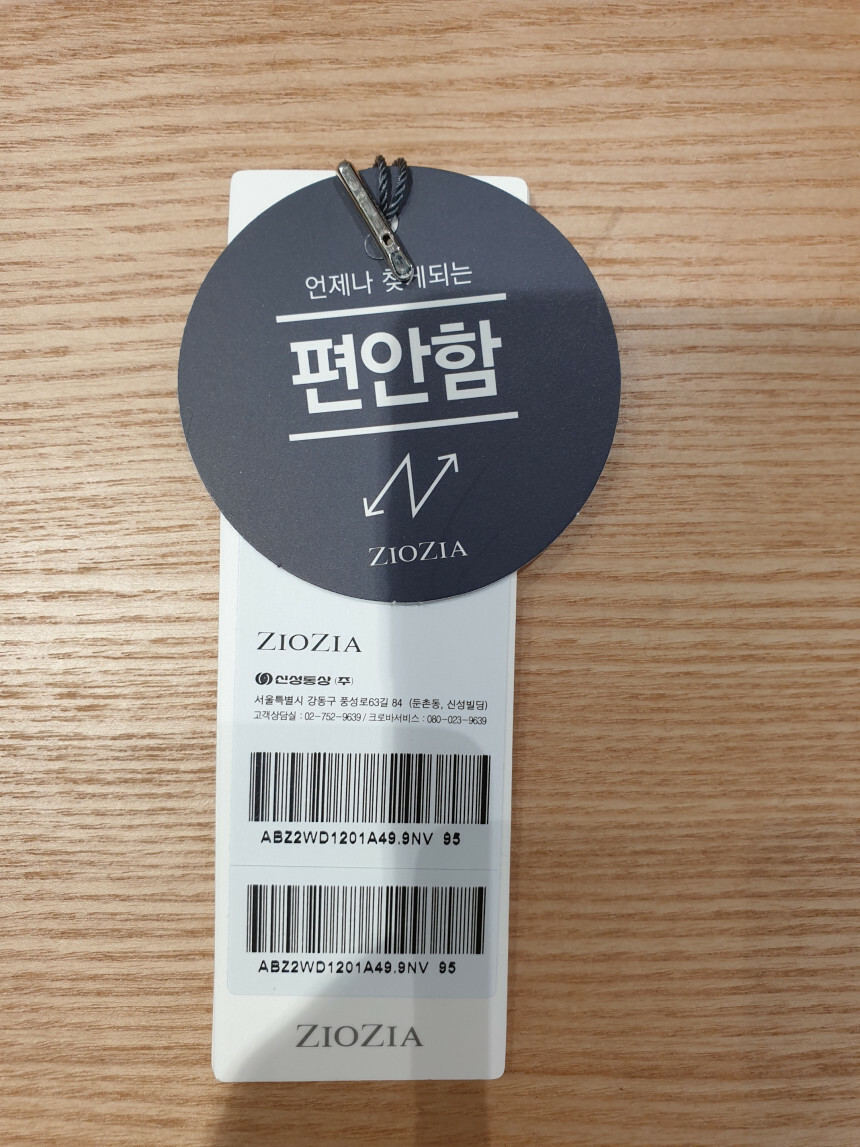 언제나 찾게되는
편안함
ZIOZIA
ZIOZIA
신성통상(주)
서울특별시 강동구 풍성로63길 84 (둔촌동, 신성빌딩)
고객상담실 : 02-752-9639 / 크로바서비스 : 080-023-9639
ABZ2WD1201A49.9NV 95
ABZ2WD1201A49.9NV 95
ZIOZIA